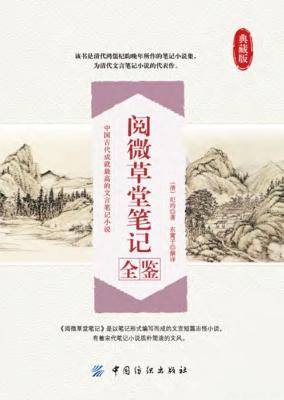 该书是清代鸿儒纪昀晚年所作的笔记小说集，
为清代文言笔记小说的代表作。
典藏版
阅微草堂笔记
全鉴
中国古代成就最高的文言笔记小说
（清）纪昀 著
东篱子 解译
《阅微草堂笔记》是以笔记形式编写而成的文言短篇志怪小说，
有着宋代笔记小说质朴简淡的文风。
中国纺织出版社